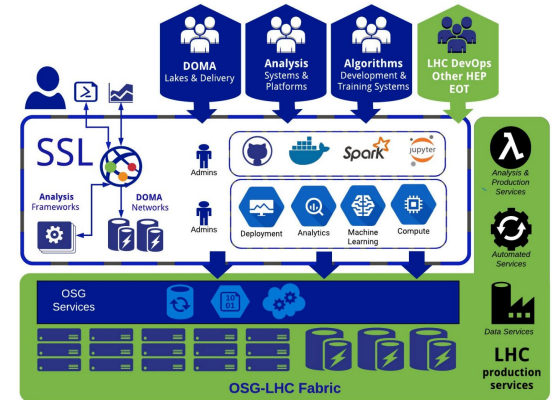 DOMA
Lakes & Delivery
Analysis
Systems &
Platforms
Algorithms
Development &
Training Systems
LHC DevOps
Other HEP
EOT
SSL
Analysis
Frameworks
DOMA
Networks
Admins
Spark
jupyter
Admins
Deployment
Analytics
Machine
Learning
Compute
λ
Analysis &
Production
Services
Automated
Services
Data Services
LHC
production
services
OSG
Services
10
01
OSG-LHC Fabric